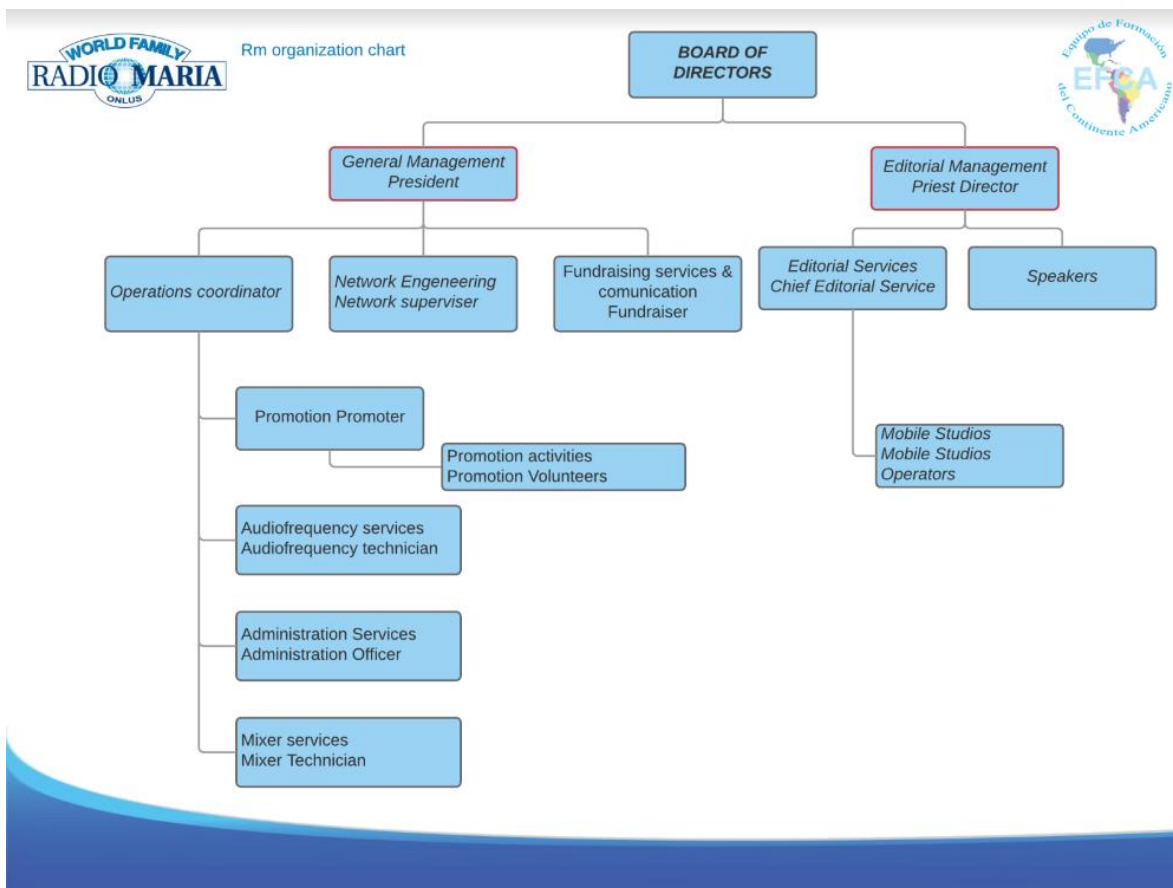 WORLD FAMILY
RADIO MARIA
ONLUS
Rm organization chart
Equipo de Formación
EFCA
del Continente Americano
BOARD OF
DIRECTORS
General Management
President
Editorial Management
Priest Director
Operations coordinator
Network Engeneering
Network superviser
Fundraising services &
comunication
Fundraiser
Editorial Services
Chief Editorial Service
Speakers
Promotion Promoter
Promotion activities
Promotion Volunteers
Mobile Studios
Mobile Studios
Operators
Audiofrequency services
Audiofrequency technician
Administration Services
Administration Officer
Mixer services
Mixer Technician